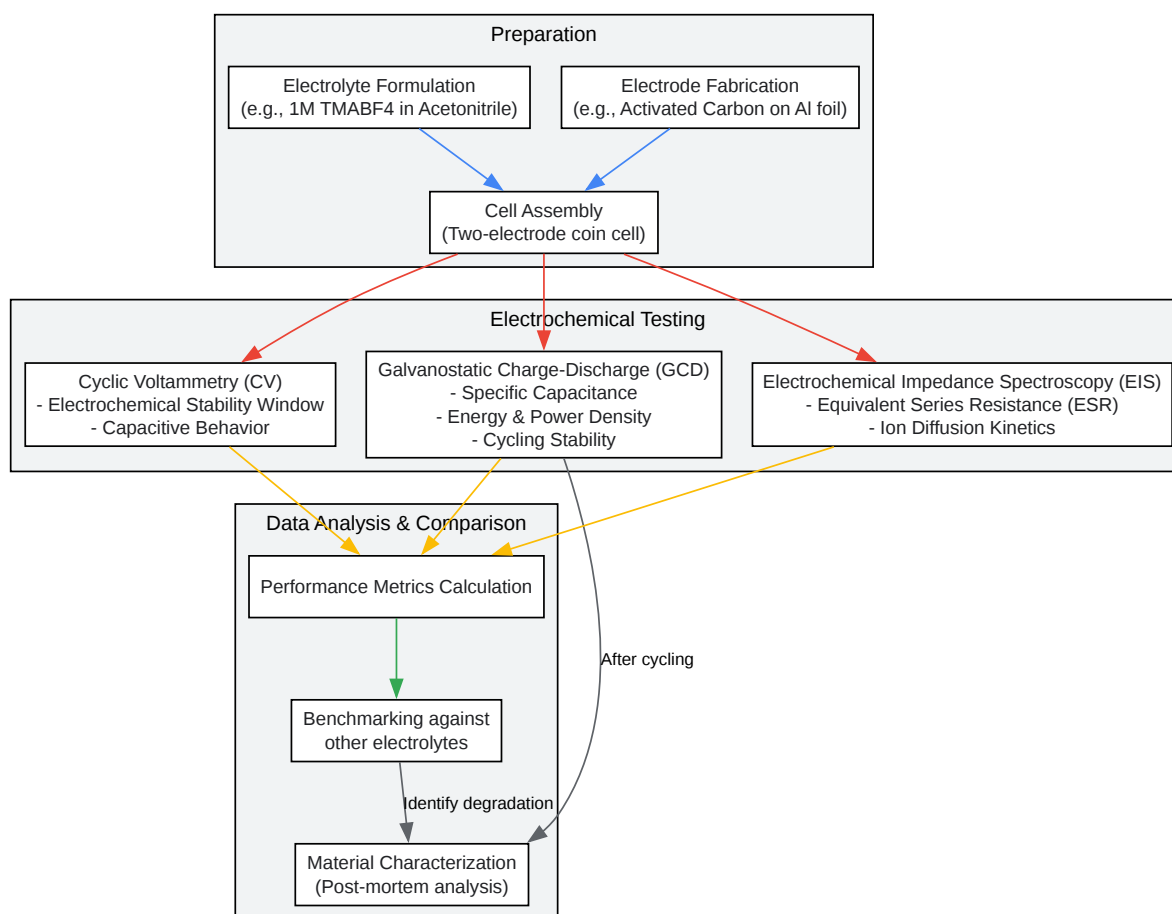 Preparation
Electrolyte Formulation
(e.g., 1M TMABF4 in Acetonitrile)
Electrode Fabrication
(e.g., Activated Carbon on Al foil)
Cell Assembly
(Two-electrode coin cell)
Electrochemical Testing
Cyclic Voltammetry (CV)
- Electrochemical Stability Window
- Capacitive Behavior
Galvanostatic Charge-Discharge (GCD)
- Specific Capacitance
- Energy & Power Density
- Cycling Stability
Electrochemical Impedance Spectroscopy (EIS)
- Equivalent Series Resistance (ESR)
- Ion Diffusion Kinetics
Data Analysis & Comparison
Performance Metrics Calculation
After cycling
Benchmarking against
other electrolytes
Identify degradation
Material Characterization
(Post-mortem analysis)